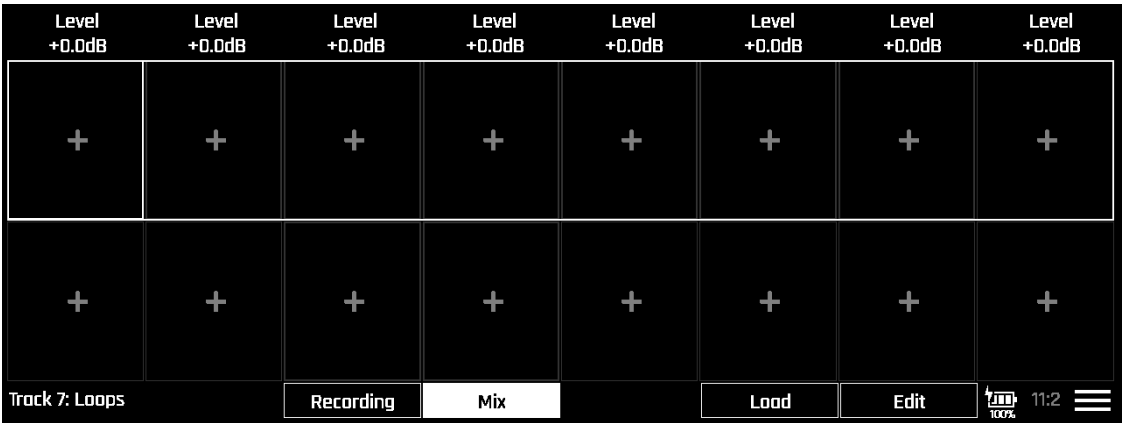 Level Level Level Level Level Level Level Level
+0.0dB +0.0dB +0.0dB +0.0dB +0.0dB +0.0dB +0.0dB +0.0dB
+ + + + + + + +
+ + + + + + + +
Track 7: Loops Recording Mix Load Edit 11:2
100%